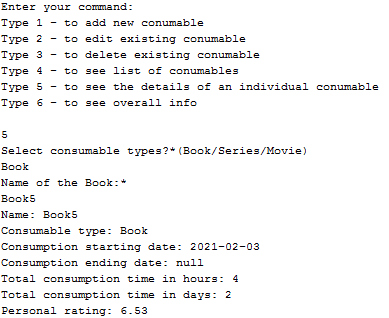 Enter your command:
Type 1 - to add new conumable
Type 2 - to edit existing conumable
Type 3 - to delete existing conumable
Type 4 - to see list of conumables
Type 5 - to see the details of an individual conumable
Type 6 - to see overall info
5
Select consumable types?*(Book/Series/Movie)
Book
Name of the Book:*
Book5
Name: Book5
Consumable type: Book
Consumption starting date: 2021-02-03
Consumption ending date: null
Total consumption time in hours: 4
Total consumption time in days: 2
Personal rating: 6.53